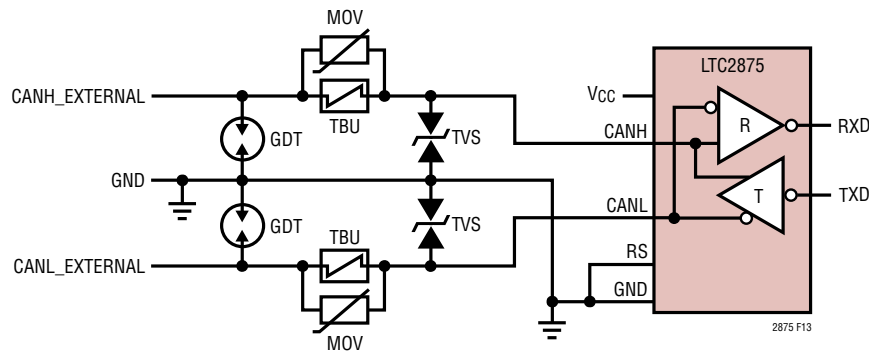 MOV
LTC2875
VCC
CANH_EXTERNAL
TBU
R
RXD
GDT
TVS
CANH
GND
T
TXD
CANL
GDT
TBU
TVS
RS
CANL_EXTERNAL
GND
MOV
2875 F13